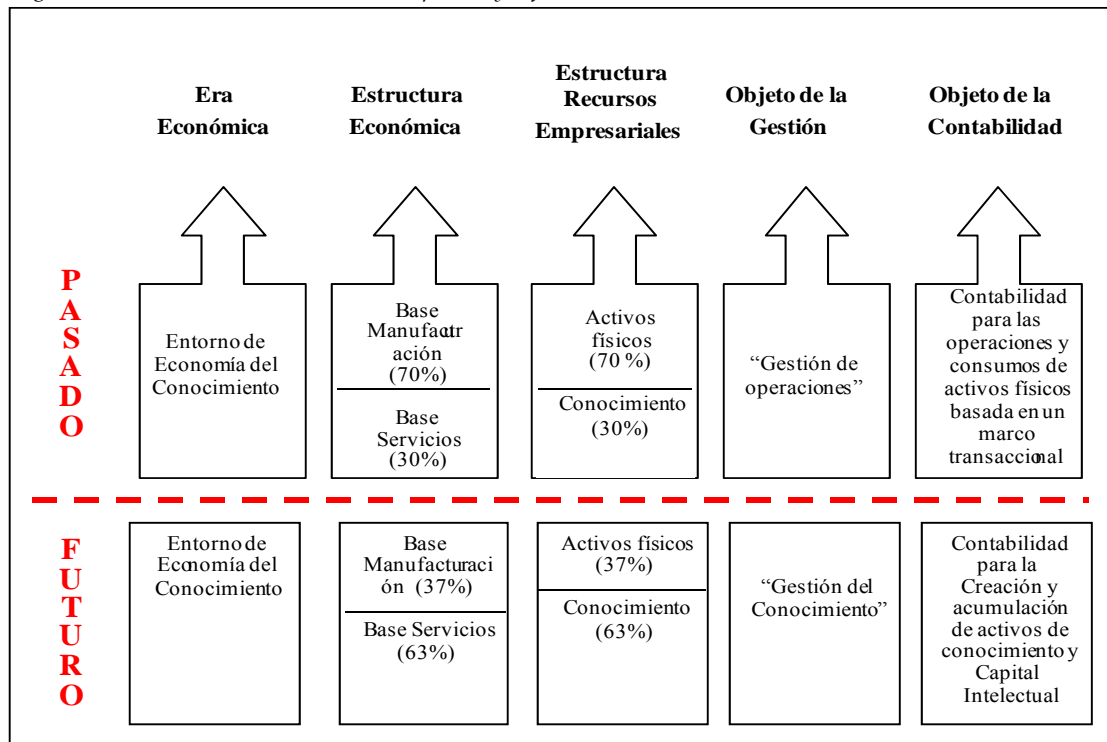 Era
Económica
Estructura
Económica
Estructura
Recursos
Empresariales
Objeto de la
Gestión
Objeto de la
Contabilidad
PASADO
Entorno de
Economía del
Conocimiento
Base
Manufactu
ración
(70%)
Base
Servicios
(30%)
Activos
físicos
(70 %)
Conocimiento
(30%)
“Gestión de
operaciones”
Contabilidad
para las
operaciones y
consumos de
activos físicos
basada en un
marco
transaccional
FUTURO
Entorno de
Economía del
Conocimiento
Base
Manufacturaci
ón (37%)
Base Servicios
(63%)
Activos físicos
(37%)
Conocimiento
(63%)
“Gestión del
Conocimiento”
Contabilidad
para la
Creación y
acumulación
de activos de
conocimiento y
Capital
Intelectual